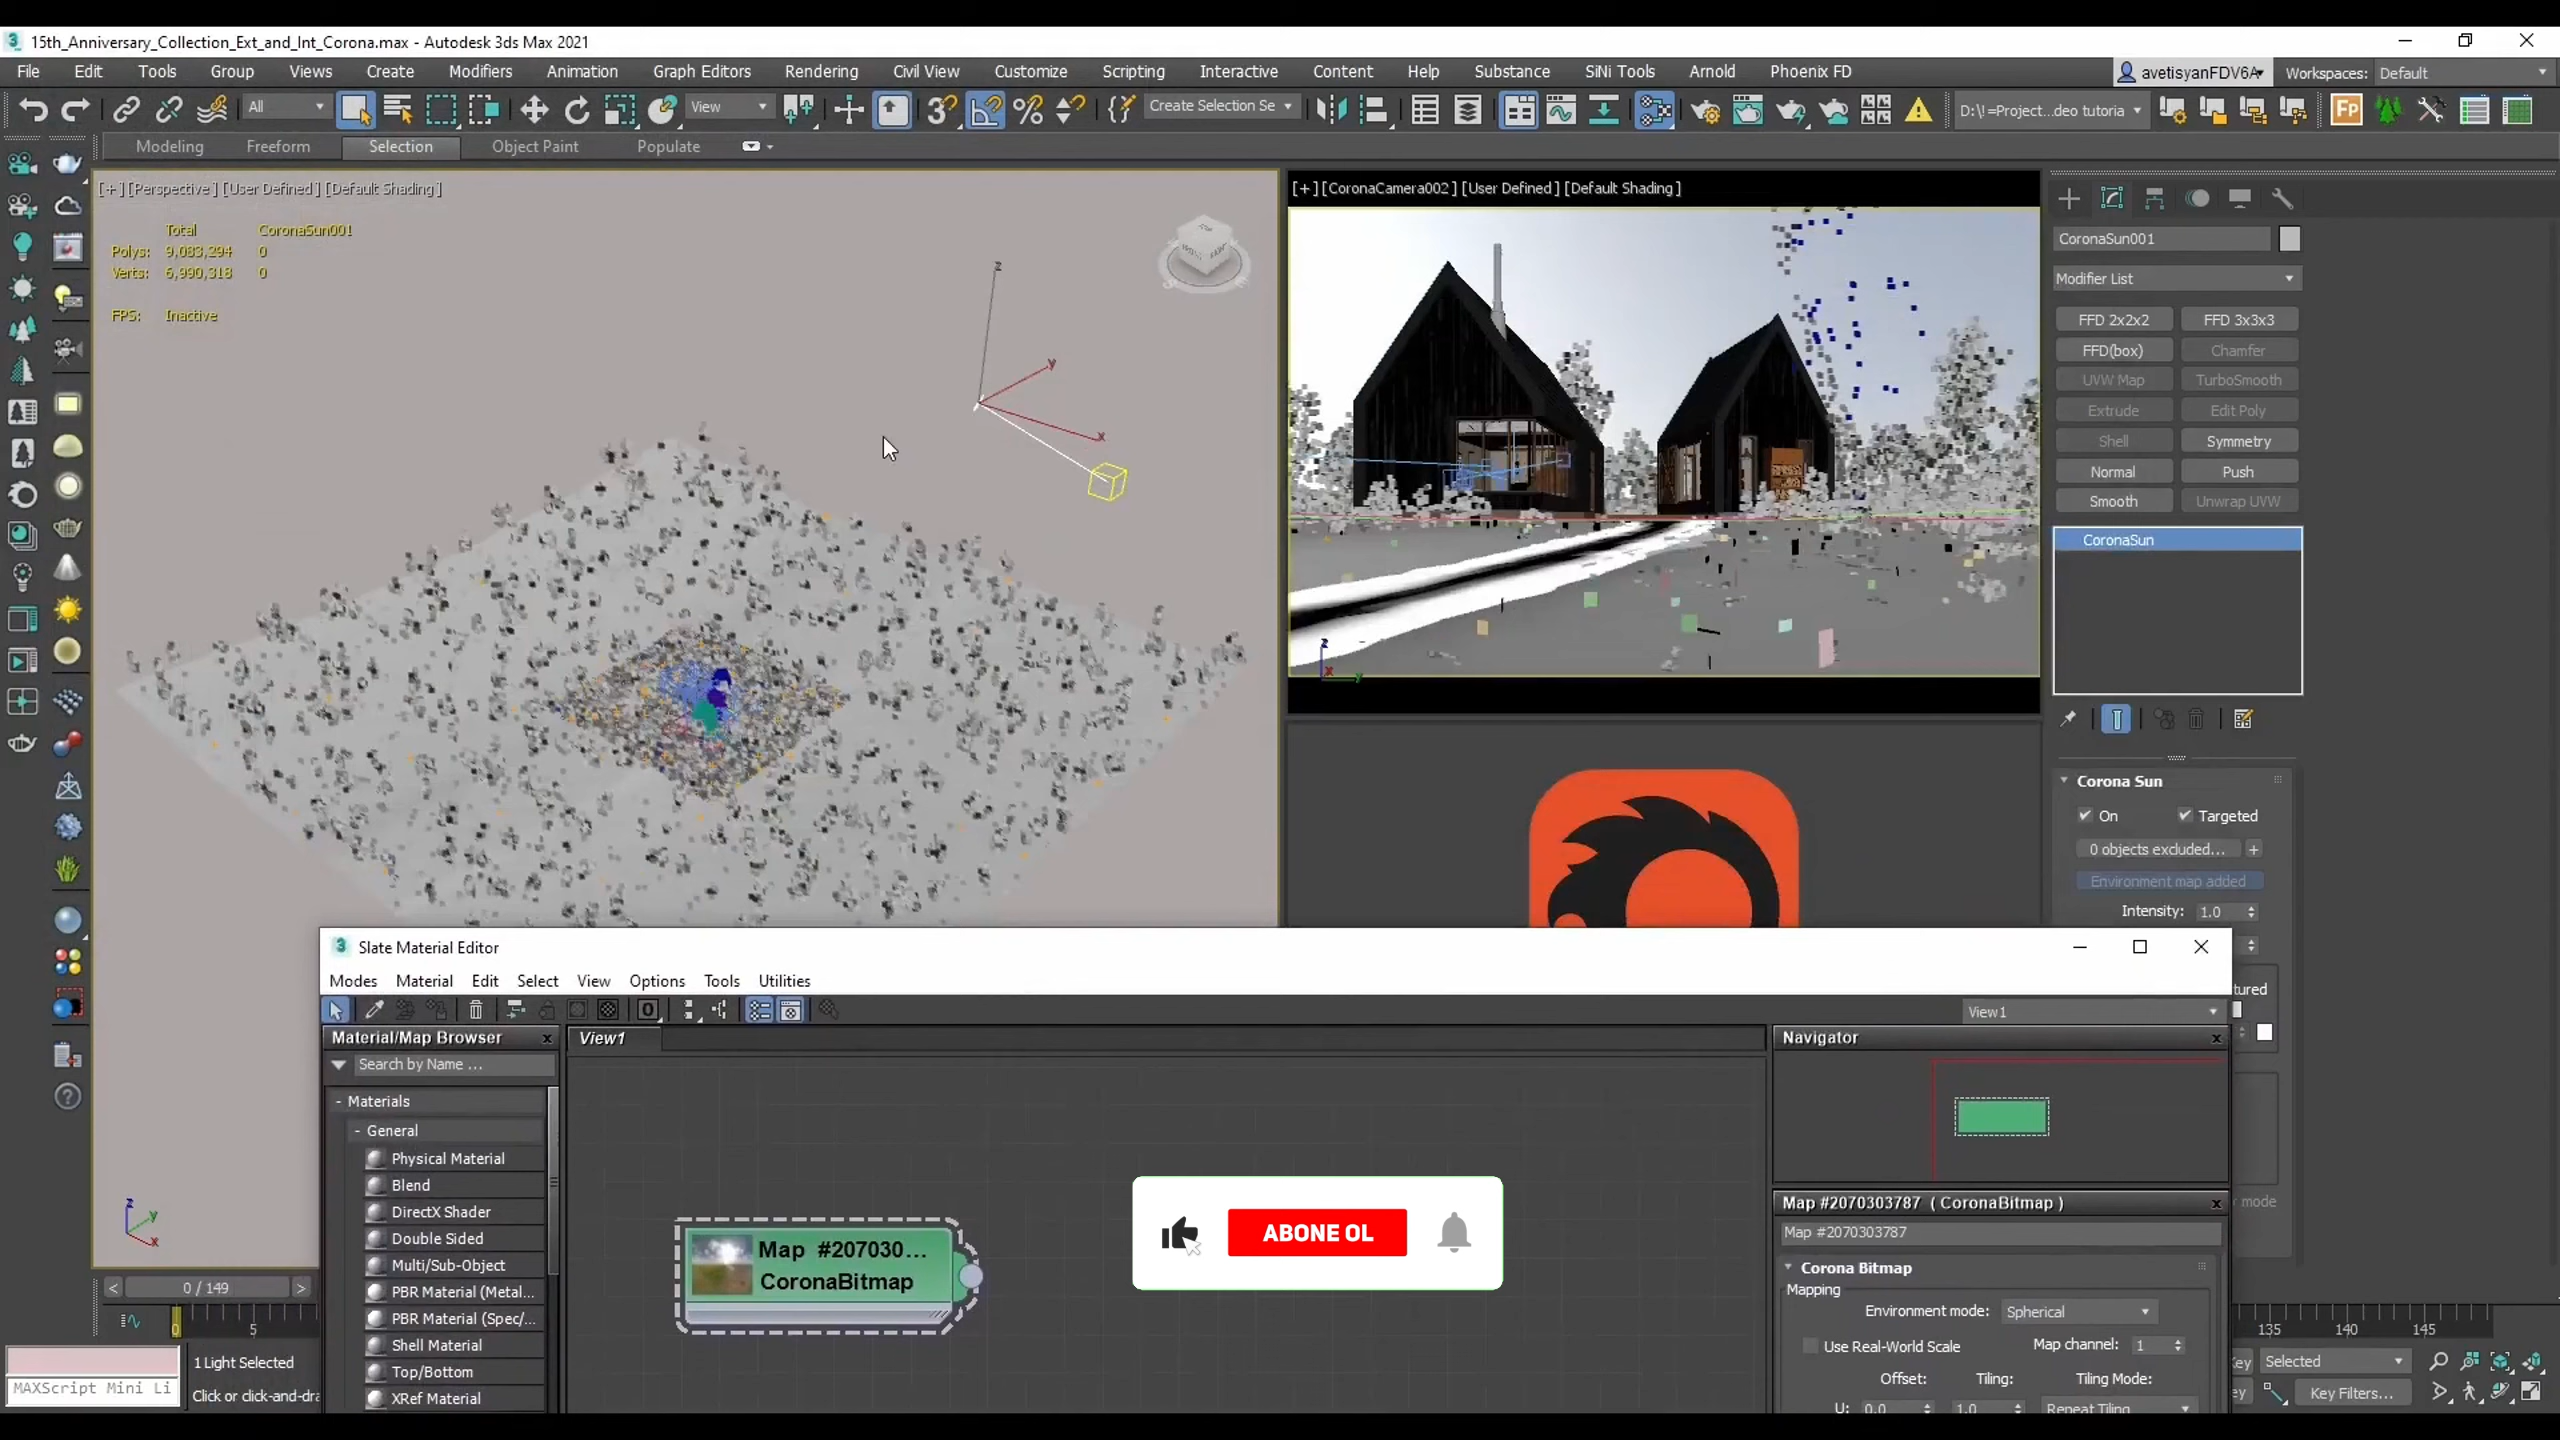 15th_Anniversary_Collection_Ext_and_Int_Corona.max - Autodesk 3ds Max 2021
File Edit Tools Group Views Create Modifiers Animation Graph Editors Rendering Civil View Customize Scripting Interactive Content Help Substance SiNi Tools Arnold Phoenix FD
avetisyanFDV6A Workspaces: Default
All View Create Selection Se D:\!=Project...deo tutoria
Modeling Freeform Selection Object Paint Populate
[+] [Perspective ] [User Defined ] [Default Shading ]
Total CoronaSun001
Polys: 9,083,294 0
Verts: 6,990,318 0
FPS: Inactive
z
y
x
[+] [CoronaCamera002 ] [User Defined ] [Default Shading ]
CoronaSun001
Modifier List
FFD 2x2x2 FFD 3x3x3
FFD(box) Chamfer
UVW Map TurboSmooth
Extrude Edit Poly
Shell Symmetry
Normal Push
Smooth Unwrap UVW
CoronaSun
Corona Sun
On Targeted
0 objects excluded... +
Environment map added
Intensity: 1.0
tured
mode
Slate Material Editor
Modes Material Edit Select View Options Tools Utilities
View1
Material/Map Browser
Search by Name ...
- Materials
- General
Physical Material
Blend
DirectX Shader
Double Sided
Multi/Sub-Object
PBR Material (Metal...
PBR Material (Spec/...
Shell Material
Top/Bottom
XRef Material
View1
Map #207030...
CoronaBitmap
ABONE OL
Navigator
Map #2070303787 ( CoronaBitmap )
Map #2070303787
Corona Bitmap
Mapping
Environment mode: Spherical
Use Real-World Scale Map channel: 1
Offset: Tiling: Tiling Mode:
U: 0.0 1.0 Repeat Tiling
0 / 149
0 5
135 140 145
1 Light Selected
MAXScript Mini Li
Click or click-and-dra
Selected
Key Filters...